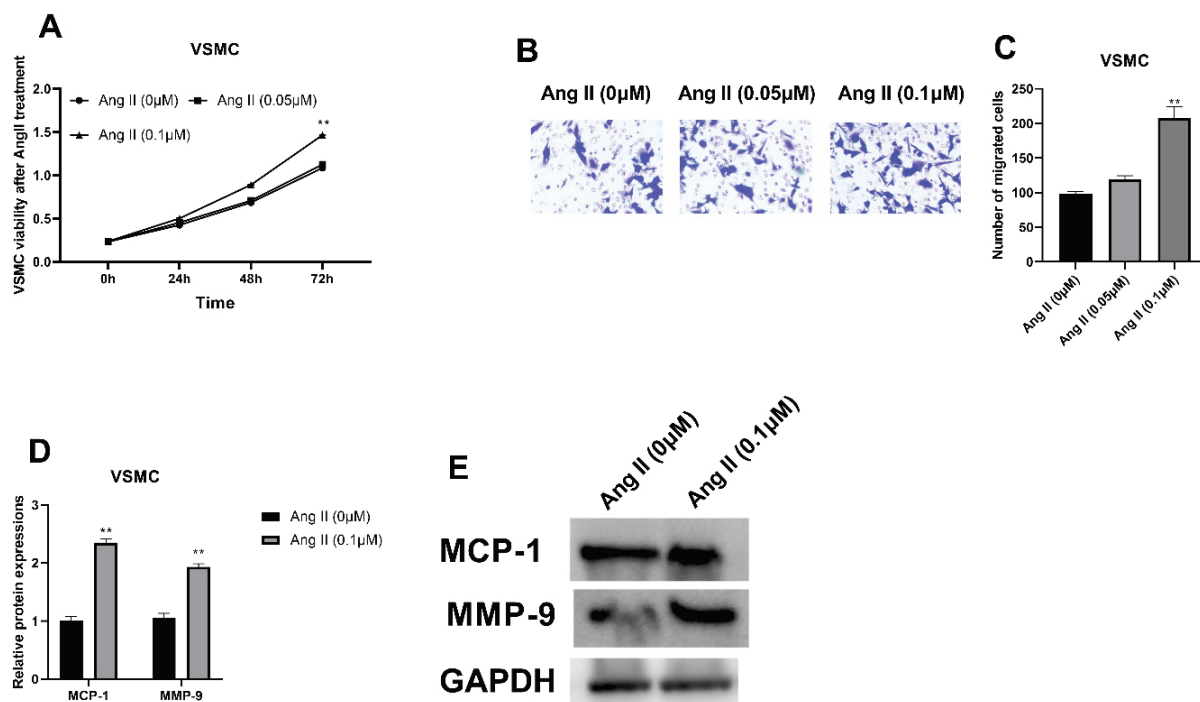 A
VSMC
VSMC viability after AngII treatment
2.0
1.5
1.0
0.5
0.0
Ang II (0µM)
Ang II (0.05µM)
Ang II (0.1µM)
**
0h
24h
48h
72h
Time
B
Ang II (0µM)
Ang II (0.05µM)
Ang II (0.1µM)
C
VSMC
Number of migrated cells
250
200
150
100
50
0
**
Ang II (0µM)
Ang II (0.05µM)
Ang II (0.1µM)
D
VSMC
Relative protein expressions
3
2
1
0
**
**
MCP-1
MMP-9
Ang II (0µM)
Ang II (0.1µM)
E
Ang II (0µM)
Ang II (0.1µM)
MCP-1
MMP-9
GAPDH